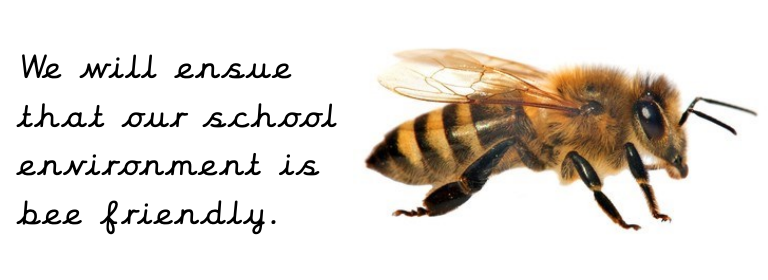 We will ensue
that our school
environment is
bee friendly.